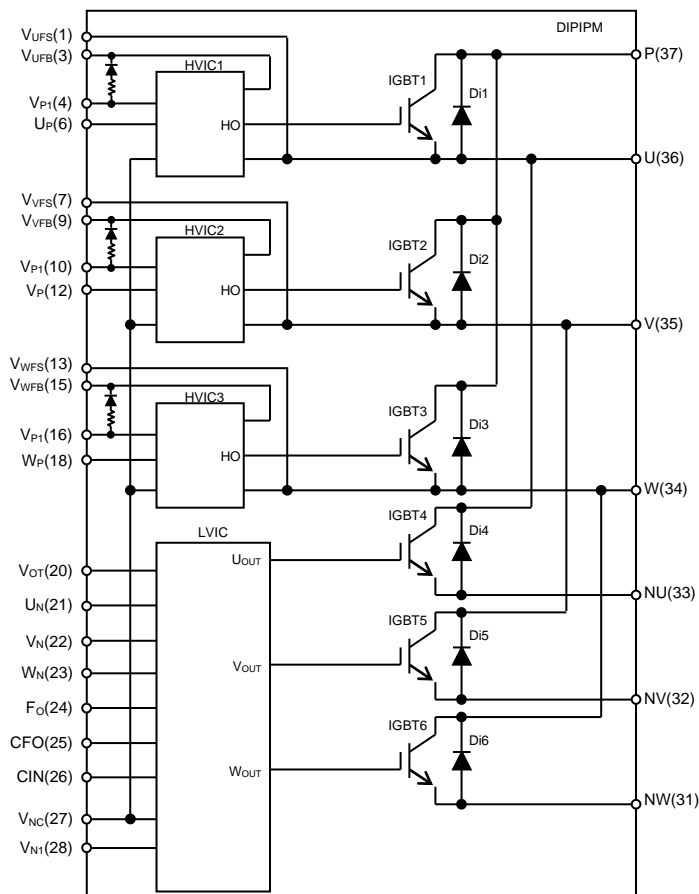 DIPIPM
VUFS(1)
VUFB(3)
VP1(4)
UP(6)
HVIC1
HO
IGBT1
Di1
P(37)
U(36)
VVFS(7)
VVFB(9)
VP1(10)
VP(12)
HVIC2
HO
IGBT2
Di2
V(35)
VWFS(13)
VWFB(15)
VP1(16)
WP(18)
HVIC3
HO
IGBT3
Di3
W(34)
LVIC
UOUT
IGBT4
Di4
NU(33)
VOT(20)
UN(21)
VN(22)
WN(23)
FO(24)
CFO(25)
CIN(26)
VNC(27)
VN1(28)
VOUT
IGBT5
Di5
NV(32)
WOUT
IGBT6
Di6
NW(31)